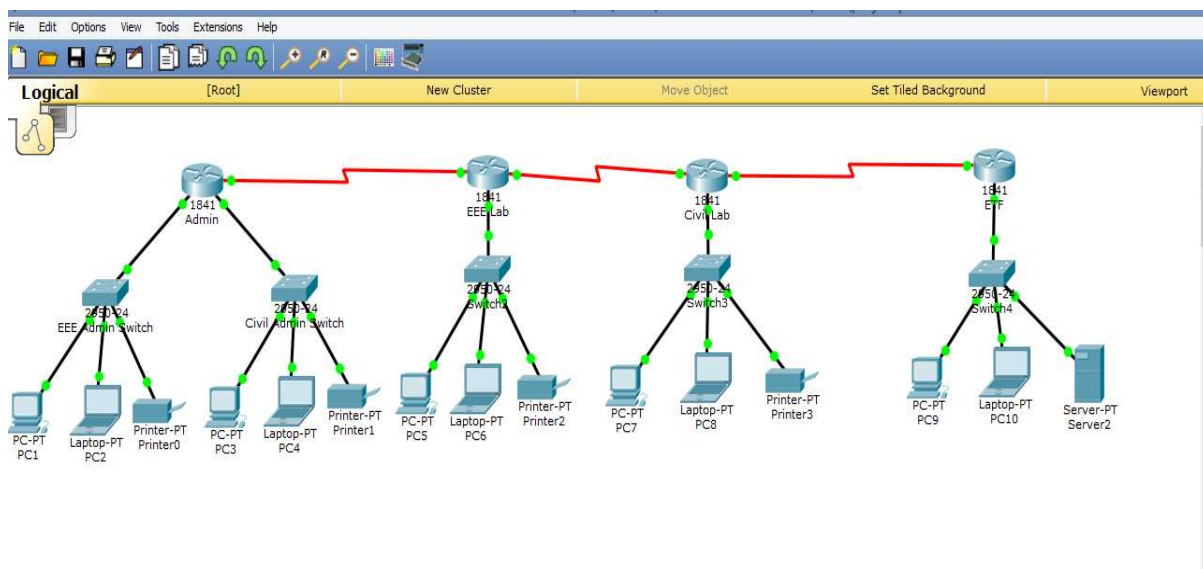 File Edit Options View Tools Extensions Help
Logical [Root] New Cluster Move Object Set Tiled Background Viewport
1841
Admin
1841
EEE Lab
1841
Civil Lab
1841
ETF
2950-24
EEE Admin Switch
2950-24
Civil Admin Switch
2950-24
Switch2
2950-24
Switch3
2950-24
Switch4
PC-PT
PC1
Laptop-PT
PC2
Printer-PT
Printer0
PC-PT
PC3
Laptop-PT
PC4
Printer-PT
Printer1
PC-PT
PC5
Laptop-PT
PC6
Printer-PT
Printer2
PC-PT
PC7
Laptop-PT
PC8
Printer-PT
Printer3
PC-PT
PC9
Laptop-PT
PC10
Server-PT
Server2